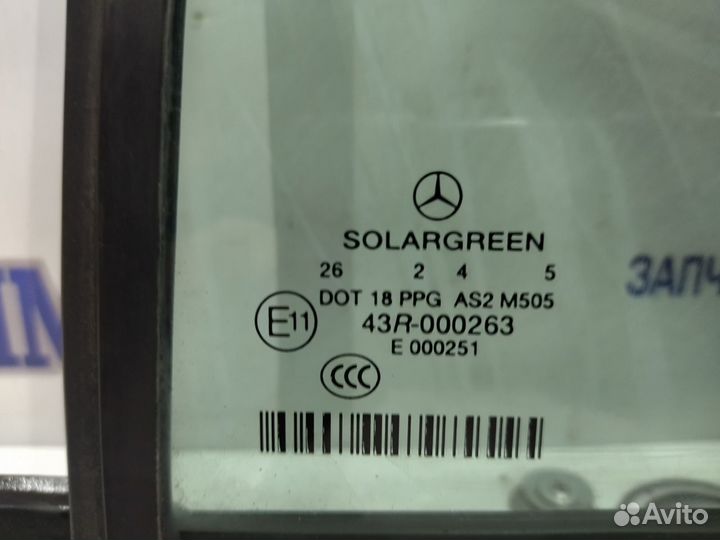 SOLARGREEN
26 2 4 5
DOT 18 PPG AS2 M505
E11 43R-000263
E 000251
CCC
ЗАПЧ
Avito